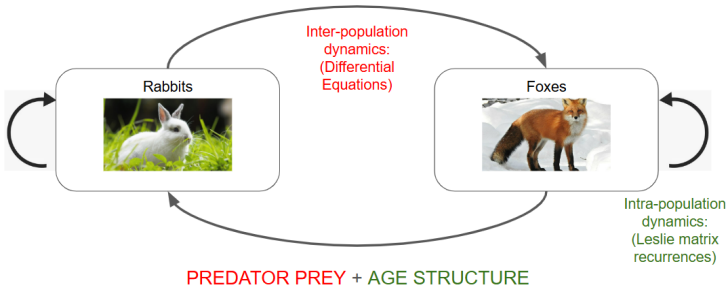 Inter-population
dynamics:
(Differential
Equations)
Rabbits
Foxes
Intra-population
dynamics:
(Leslie matrix
recurrences)
PREDATOR PREY + AGE STRUCTURE